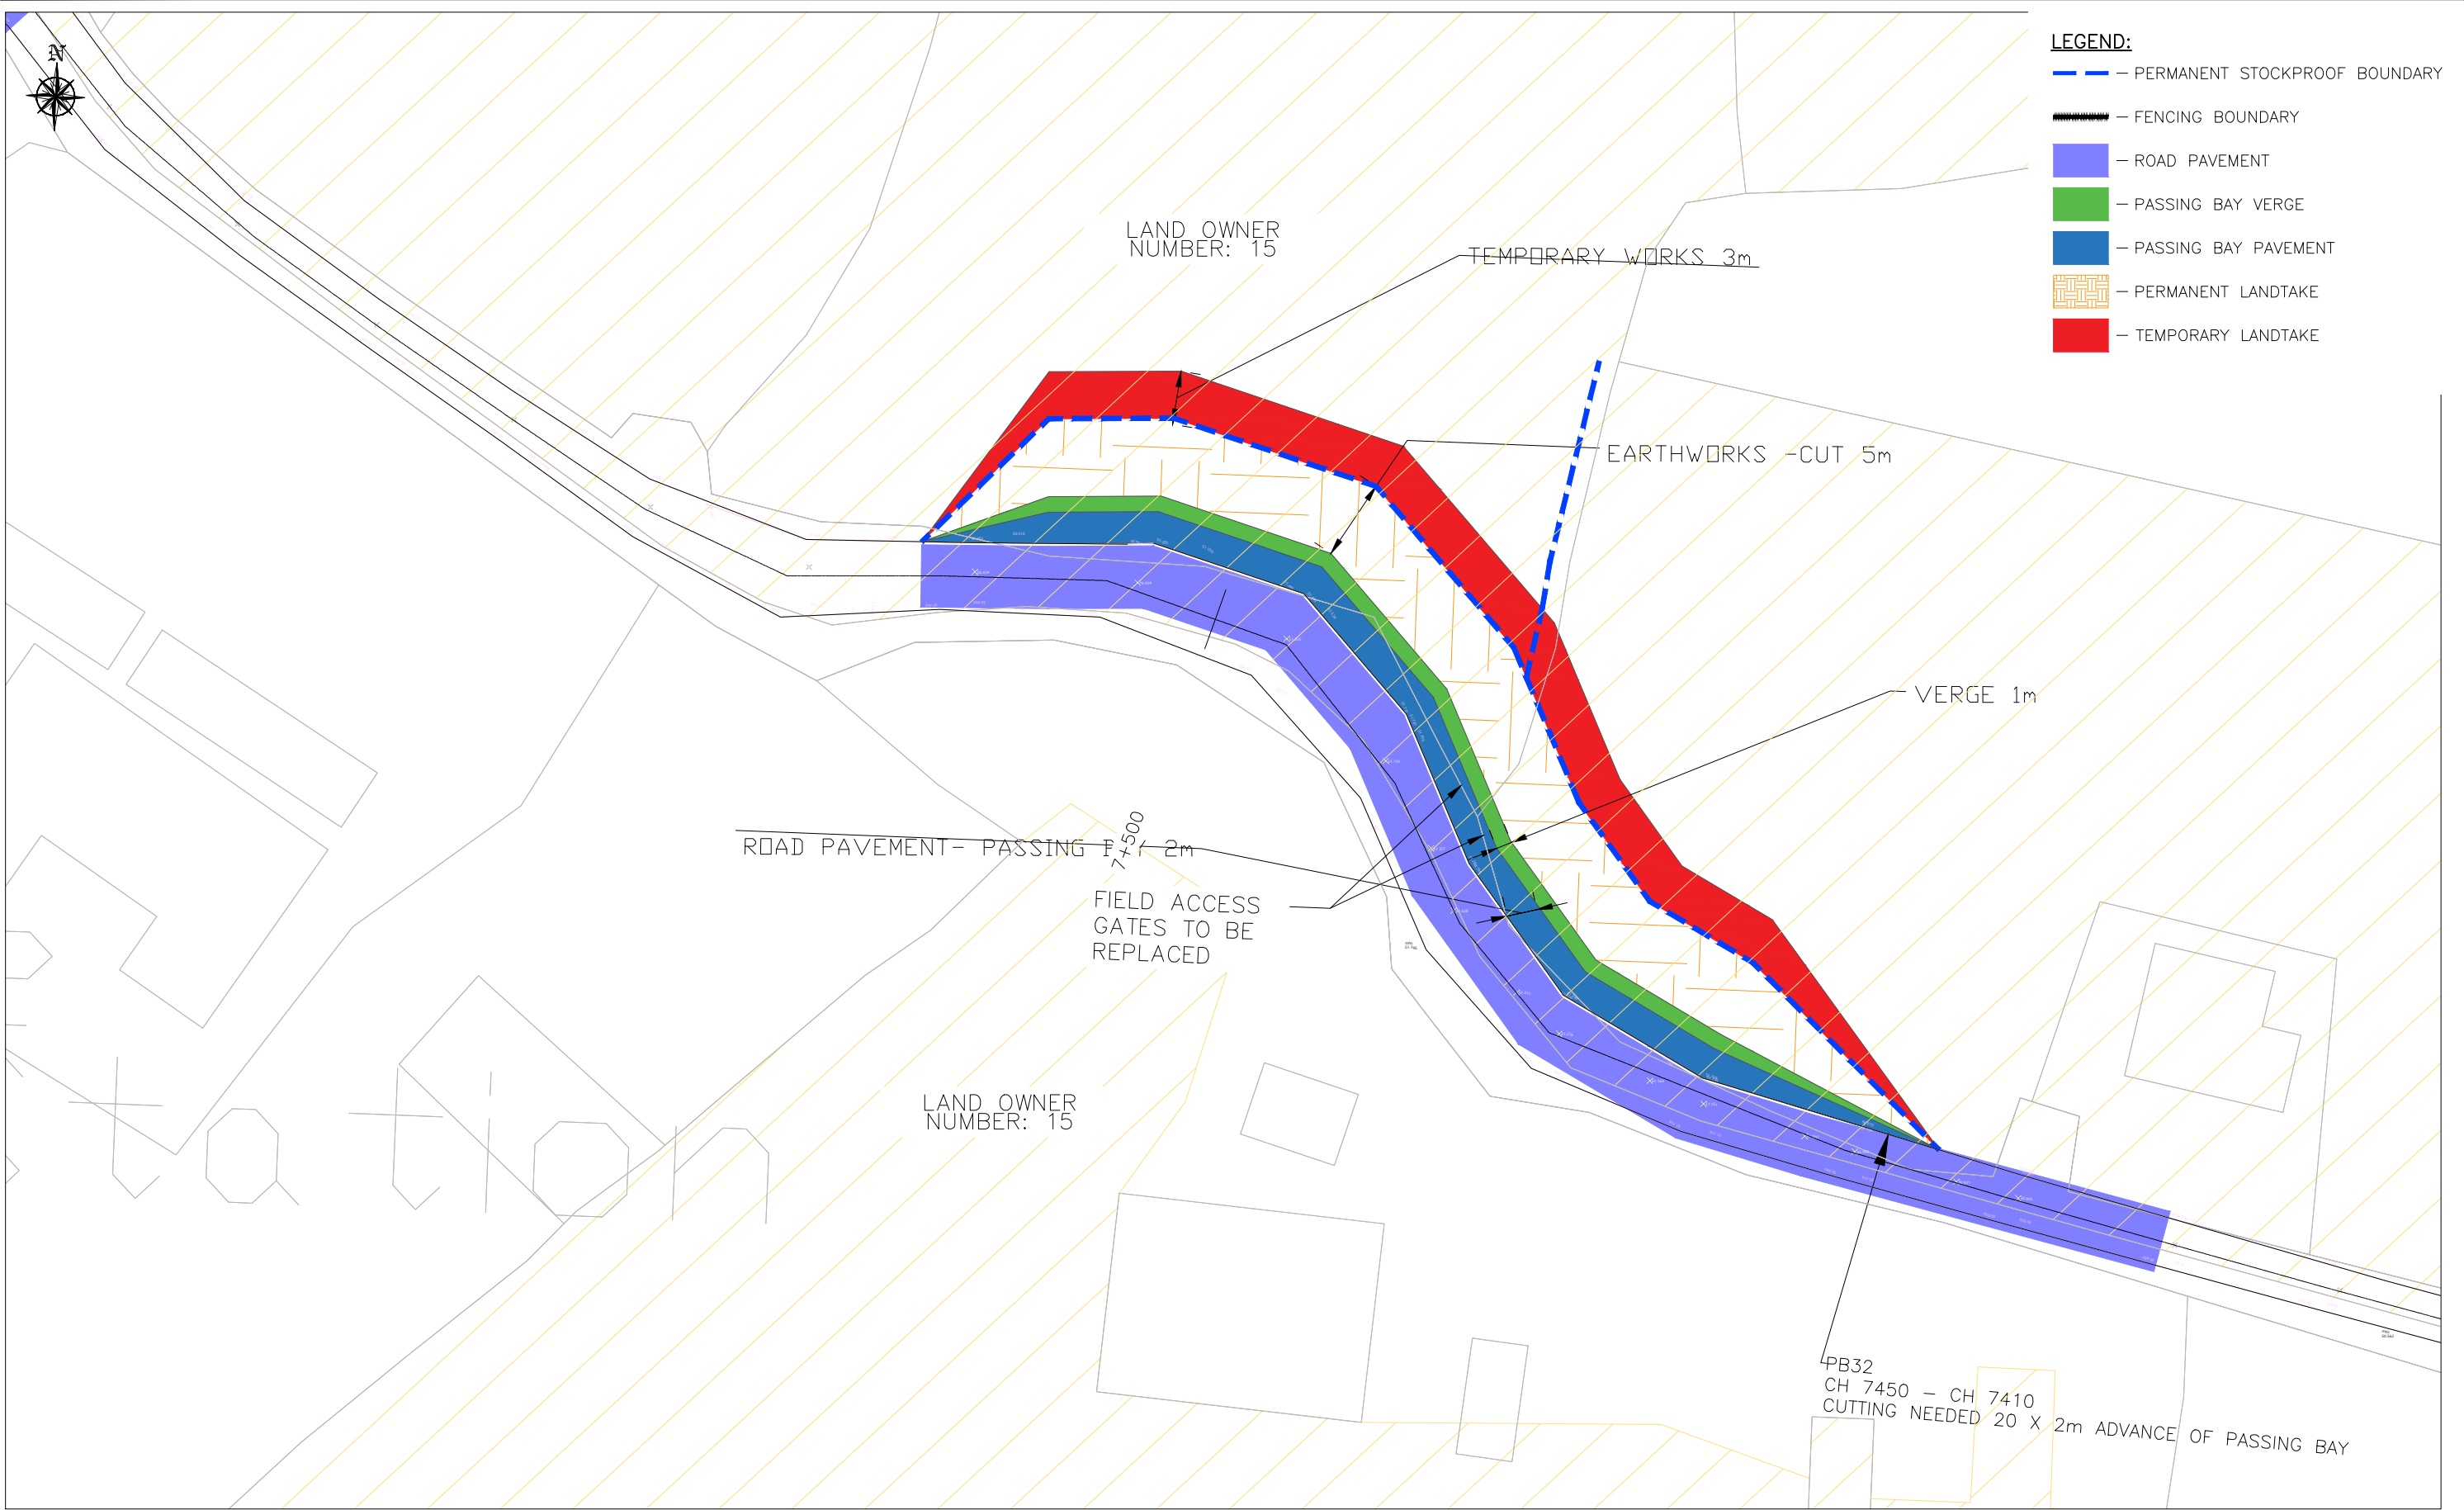 N
LEGEND:
— PERMANENT STOCKPROOF BOUNDARY
— FENCING BOUNDARY
— ROAD PAVEMENT
— PASSING BAY VERGE
— PASSING BAY PAVEMENT
— PERMANENT LANDTAKE
— TEMPORARY LANDTAKE
LAND OWNER
NUMBER: 15
TEMPORARY WORKS 3m
EARTHWORKS -CUT 5m
VERGE 1m
ROAD PAVEMENT- PASSING 2m
7+500
FIELD ACCESS
GATES TO BE
REPLACED
LAND OWNER
NUMBER: 15
PB32
CH 7450 – CH 7410
CUTTING NEEDED 20 X 2m ADVANCE OF PASSING BAY